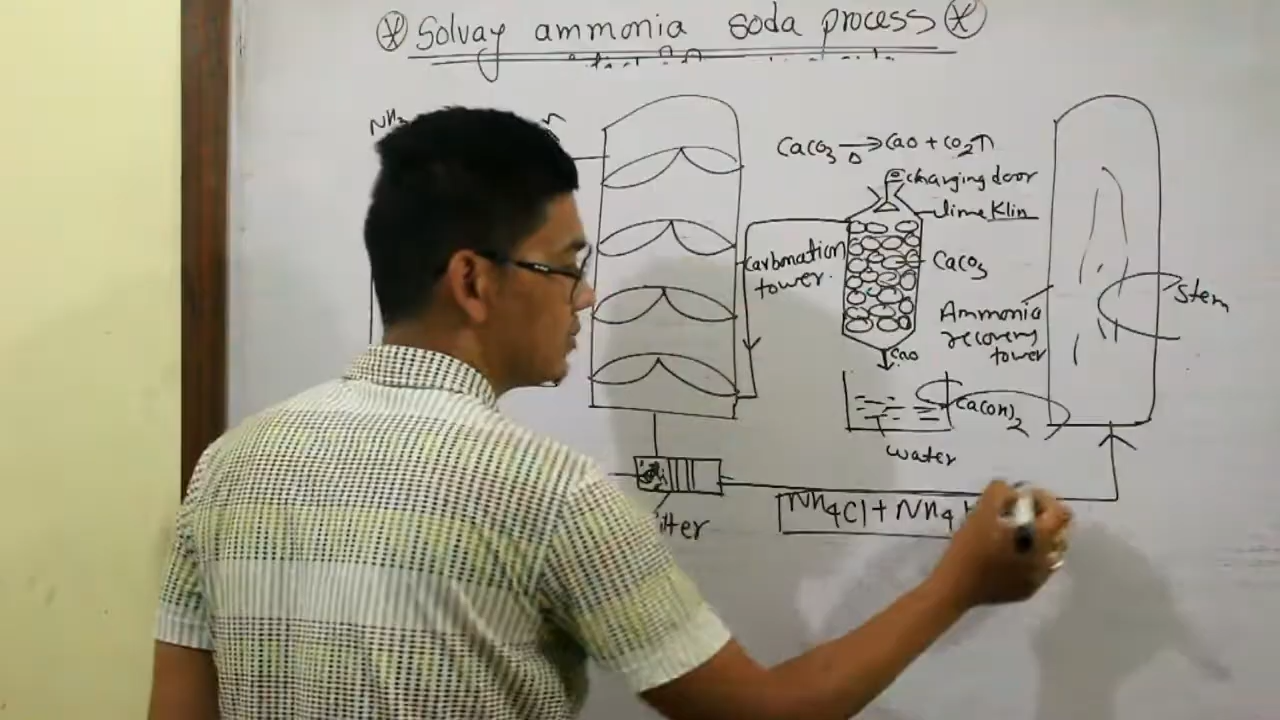 Solvay ammonia soda process
NH3
CaCO3 →Δ CaO + CO2↑
charging door
lime Klin
CaCO3
Carbonation
tower
Ammonia
recovery
tower
Stem
CaO
Ca(OH)2
water
NH4Cl + NH4